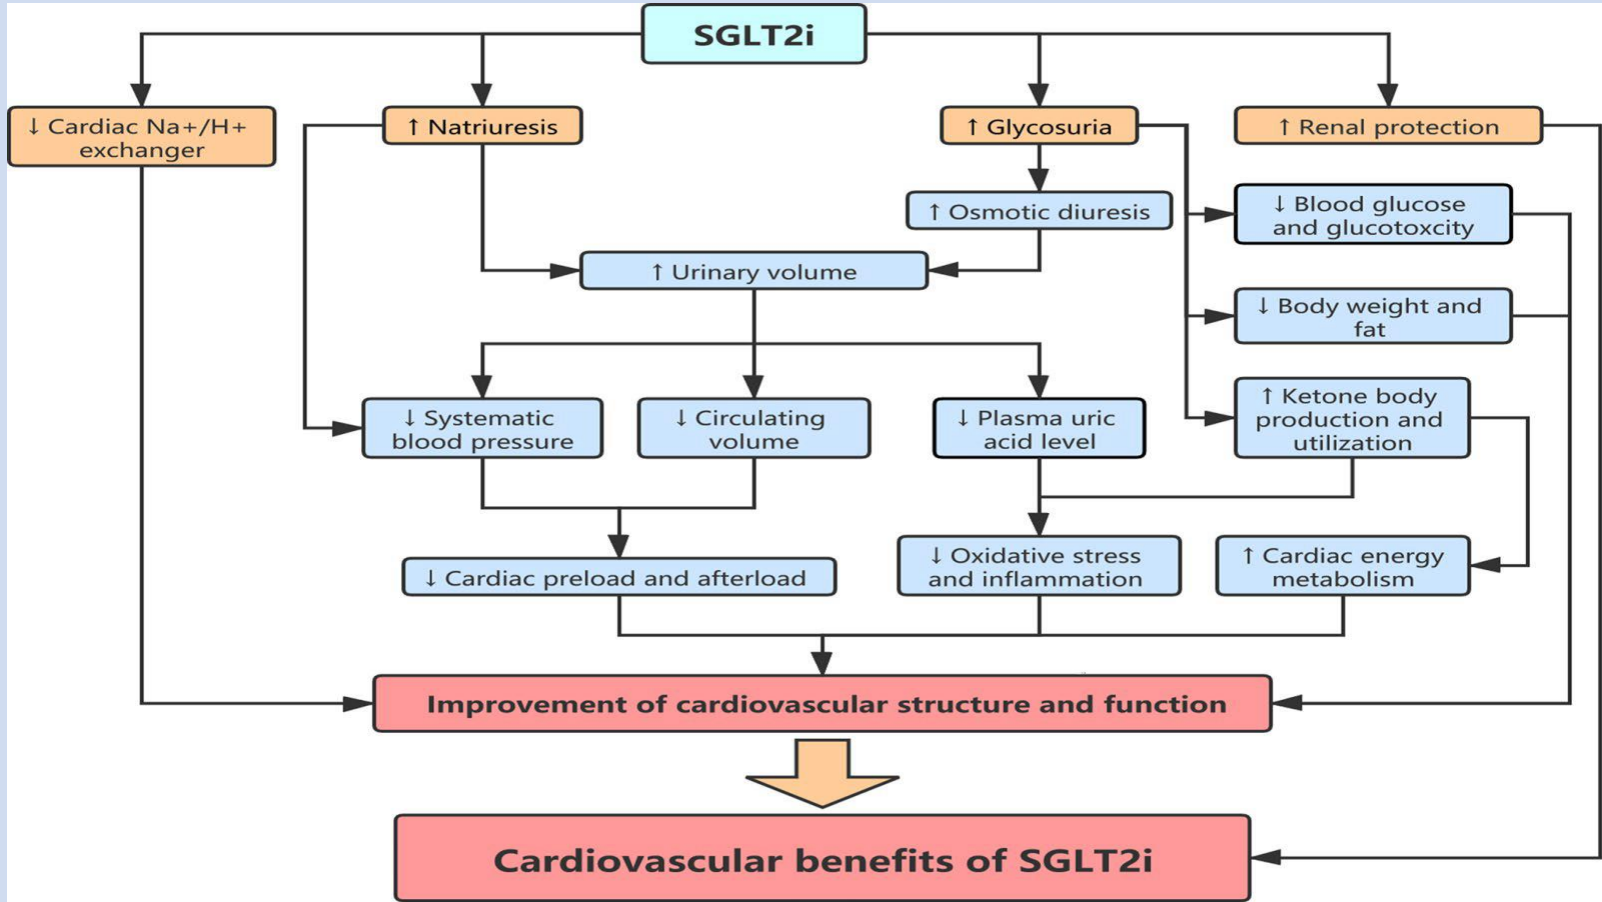 SGLT2i
↓ Cardiac Na+/H+
exchanger
↑ Natriuresis
↑ Glycosuria
↑ Renal protection
↑ Osmotic diuresis
↓ Blood glucose
and glucotoxcity
↑ Urinary volume
↓ Body weight and
fat
↓ Systematic
blood pressure
↓ Circulating
volume
↓ Plasma uric
acid level
↑ Ketone body
production and
utilization
↓ Cardiac preload and afterload
↓ Oxidative stress
and inflammation
↑ Cardiac energy
metabolism
Improvement of cardiovascular structure and function
Cardiovascular benefits of SGLT2i